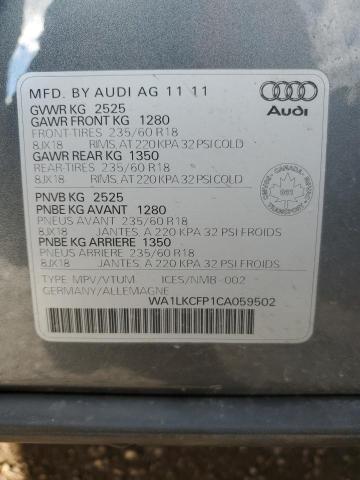 MFD. BY AUDI AG 11 11
GVWR KG 2525
GAWR FRONT KG 1280
FRONT-TIRES 235/60 R18
8JX18 RIMS, AT 220 KPA 32 PSI COLD
GAWR REAR KG 1350
REAR-TIRES 235/60 R18
8JX18 RIMS, AT 220 KPA 32 PSI COLD
Audi
PNVB KG 2525
PNBE KG AVANT 1280
PNEUS AVANT 235/60 R18
8JX18 JANTES, A 220 KPA 32 PSI FROIDS
PNBE KG ARRIERE 1350
PNEUS ARRIERE 235/60 R18
8JX18 JANTES, A 220 KPA 32 PSI FROIDS
CANADA
TRANSPORT
TYPE MPV/VTUM ICES/NMB-002
GERMANY/ALLEMAGNE
WA1LKCFP1CA059502